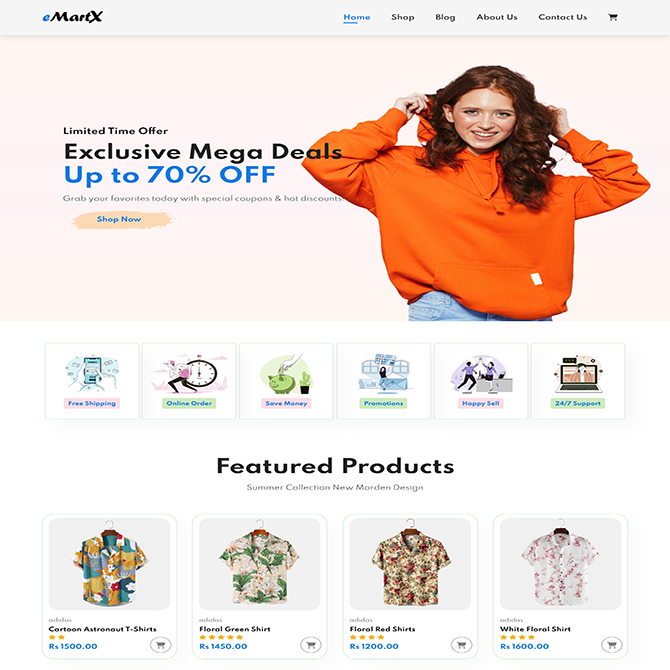 eMartX
Home Shop Blog About Us Contact Us
Limited Time Offer
Exclusive Mega Deals
Up to 70% OFF
Grab your favorites today with special coupons & hot discounts!
Shop Now
Free Shipping Online Order Save Money Promotions Happy Sell 24/7 Support
Featured Products
Summer Collection New Morden Design
adidas adidas adidas adidas
Cartoon Astronaut T-Shirts Floral Green Shirt Floral Red Shirts White Floral Shirt
Rs 1500.00 Rs 1450.00 Rs 1200.00 Rs 1600.00